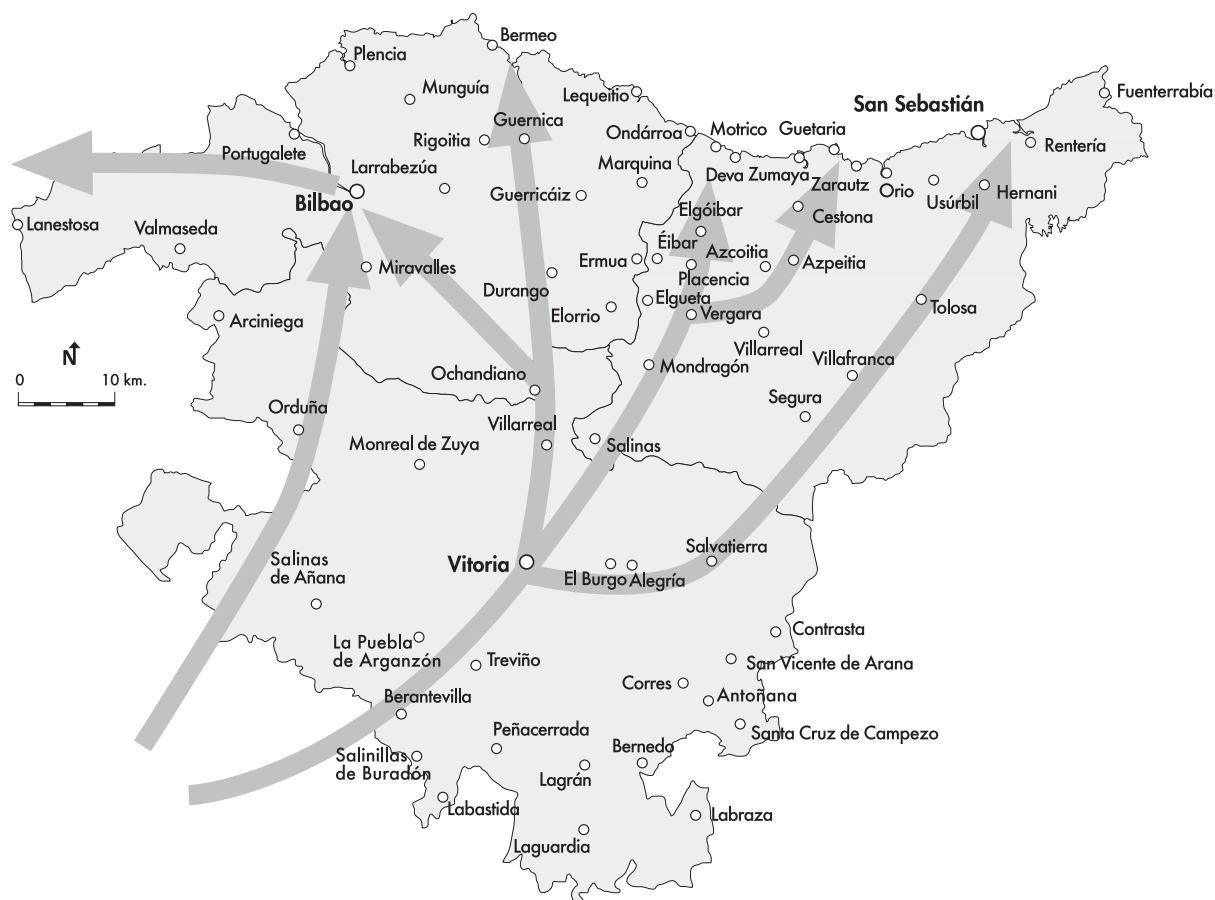 Bermeo
Plencia
Munguía
Lequeitio
Fuenterrabía
San Sebastián
Guernica
Ondárroa
Motrico
Guetaria
Rigoitia
Rentería
Portugalete
Larrabezúa
Marquina
Deva
Zumaya
Zarautz
Orio
Usúrbil
Hernani
Guerricáiz
Bilbao
Elgóibar
Cestona
Lanestosa
Valmaseda
Éibar
Azcoitia
Azpeitia
Miravalles
Ermua
Placencia
Durango
Elgueta
Elorrio
Vergara
Tolosa
Arciniega
Villarreal
N
Villafranca
Mondragón
0
10 km.
Ochandiano
Segura
Orduña
Villarreal
Monreal de Zuya
Salinas
Salvatierra
Vitoria
Salinas
de Añana
El Burgo
Alegría
Contrasta
La Puebla
de Arganzón
Treviño
San Vicente de Arana
Corres
Berantevilla
Antoñana
Peñacerrada
Santa Cruz de Campezo
Bernedo
Salinillas
de Buradón
Lagrán
Labastida
Labraza
Laguardia